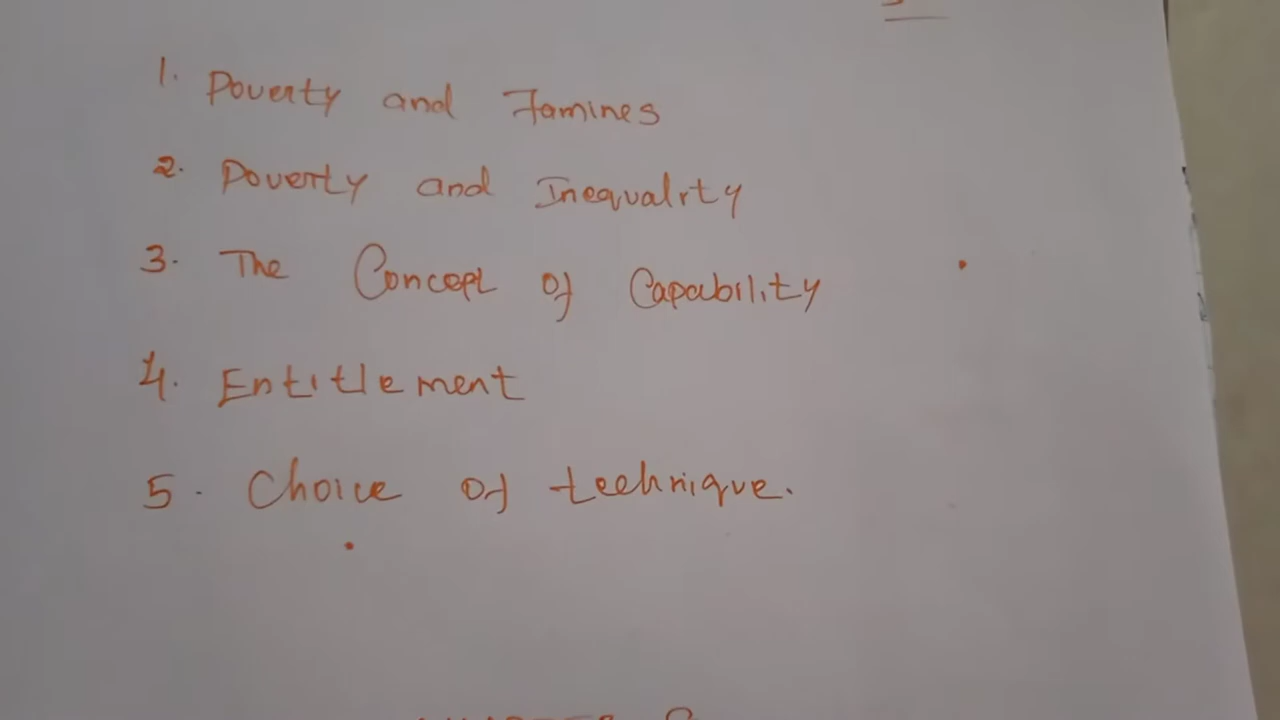 1. Poverty and Famines
2. Poverty and Inequality
3. The Concept of Capability
4. Entitlement
5. Choice of technique.